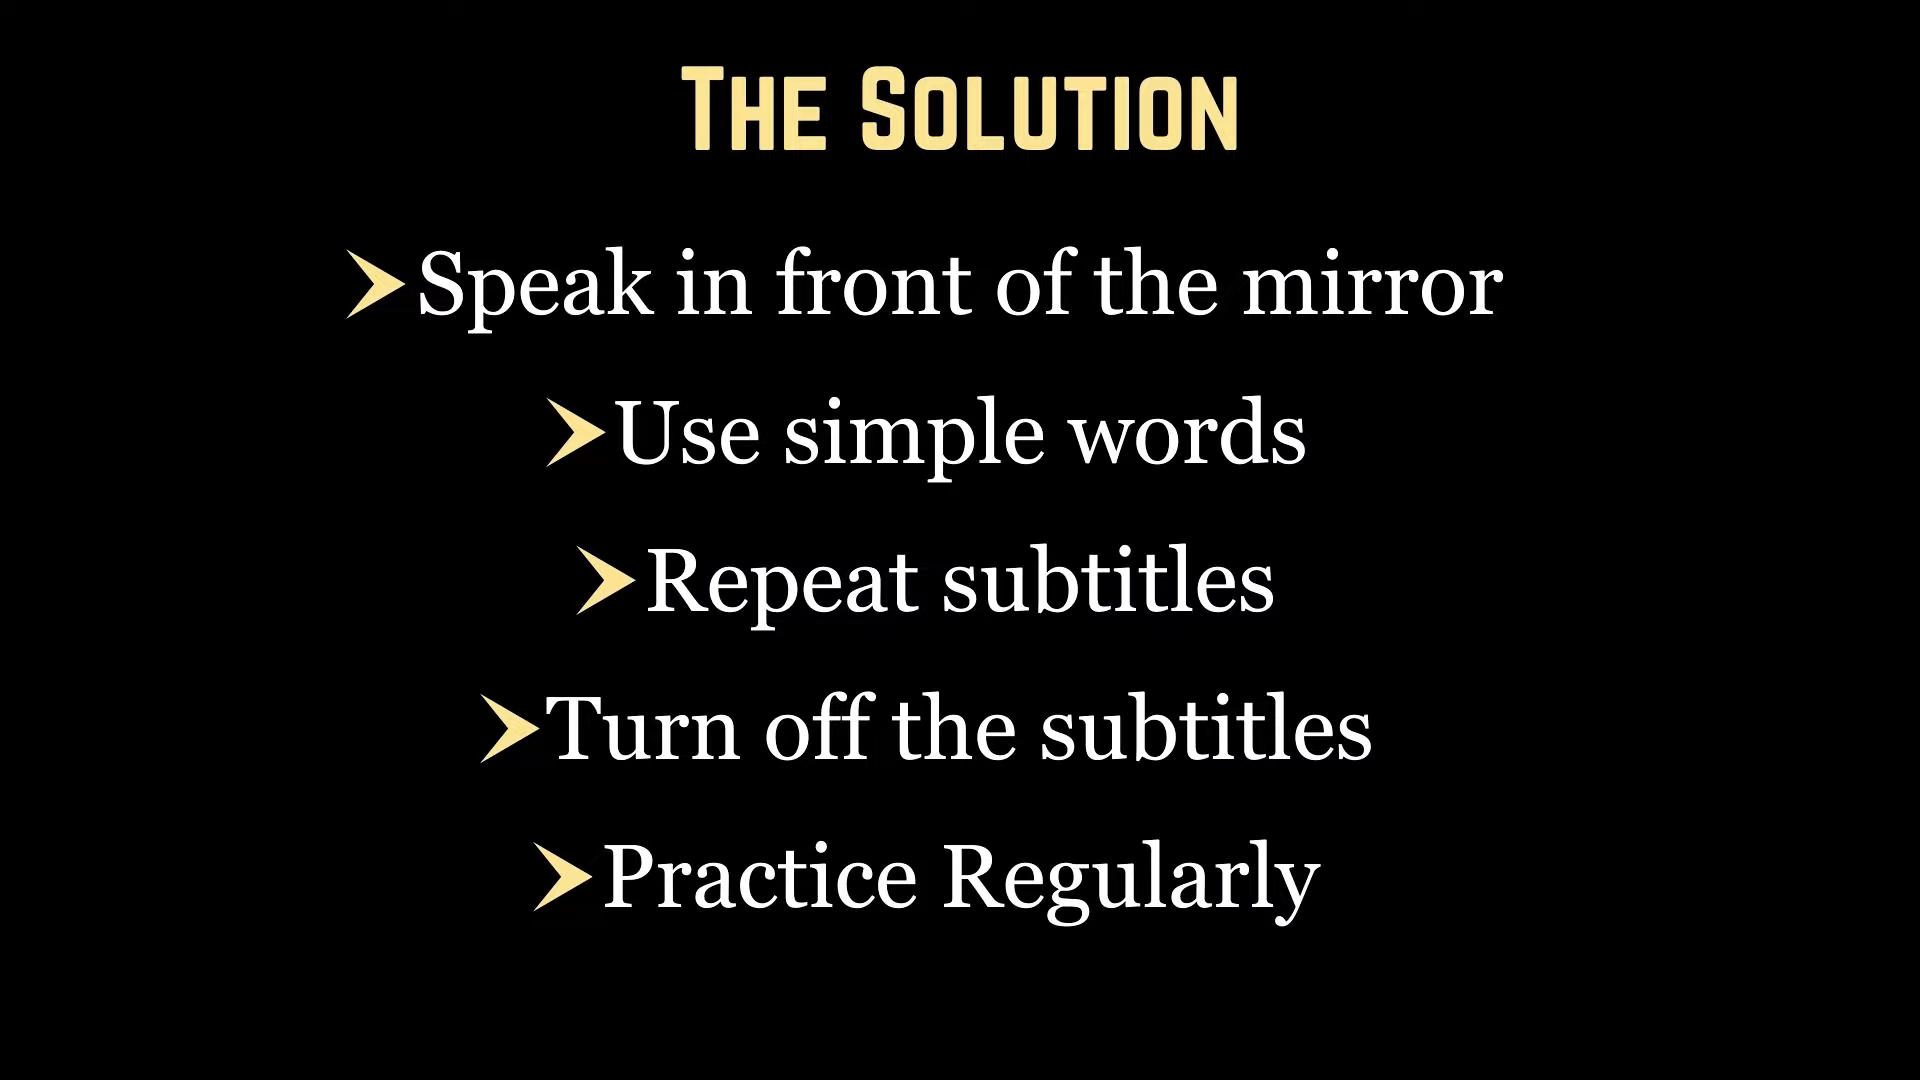 The Solution
➤Speak in front of the mirror
➤Use simple words
➤Repeat subtitles
➤Turn off the subtitles
➤Practice Regularly